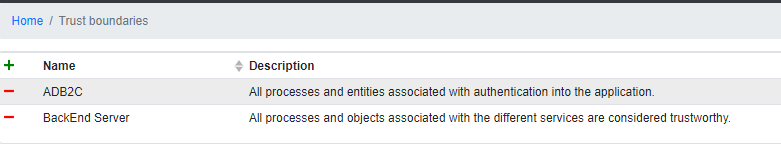 Home / Trust boundaries
Name Description
ADB2C All processes and entities associated with authentication into the application.
BackEnd Server All processes and objects associated with the different services are considered trustworthy.